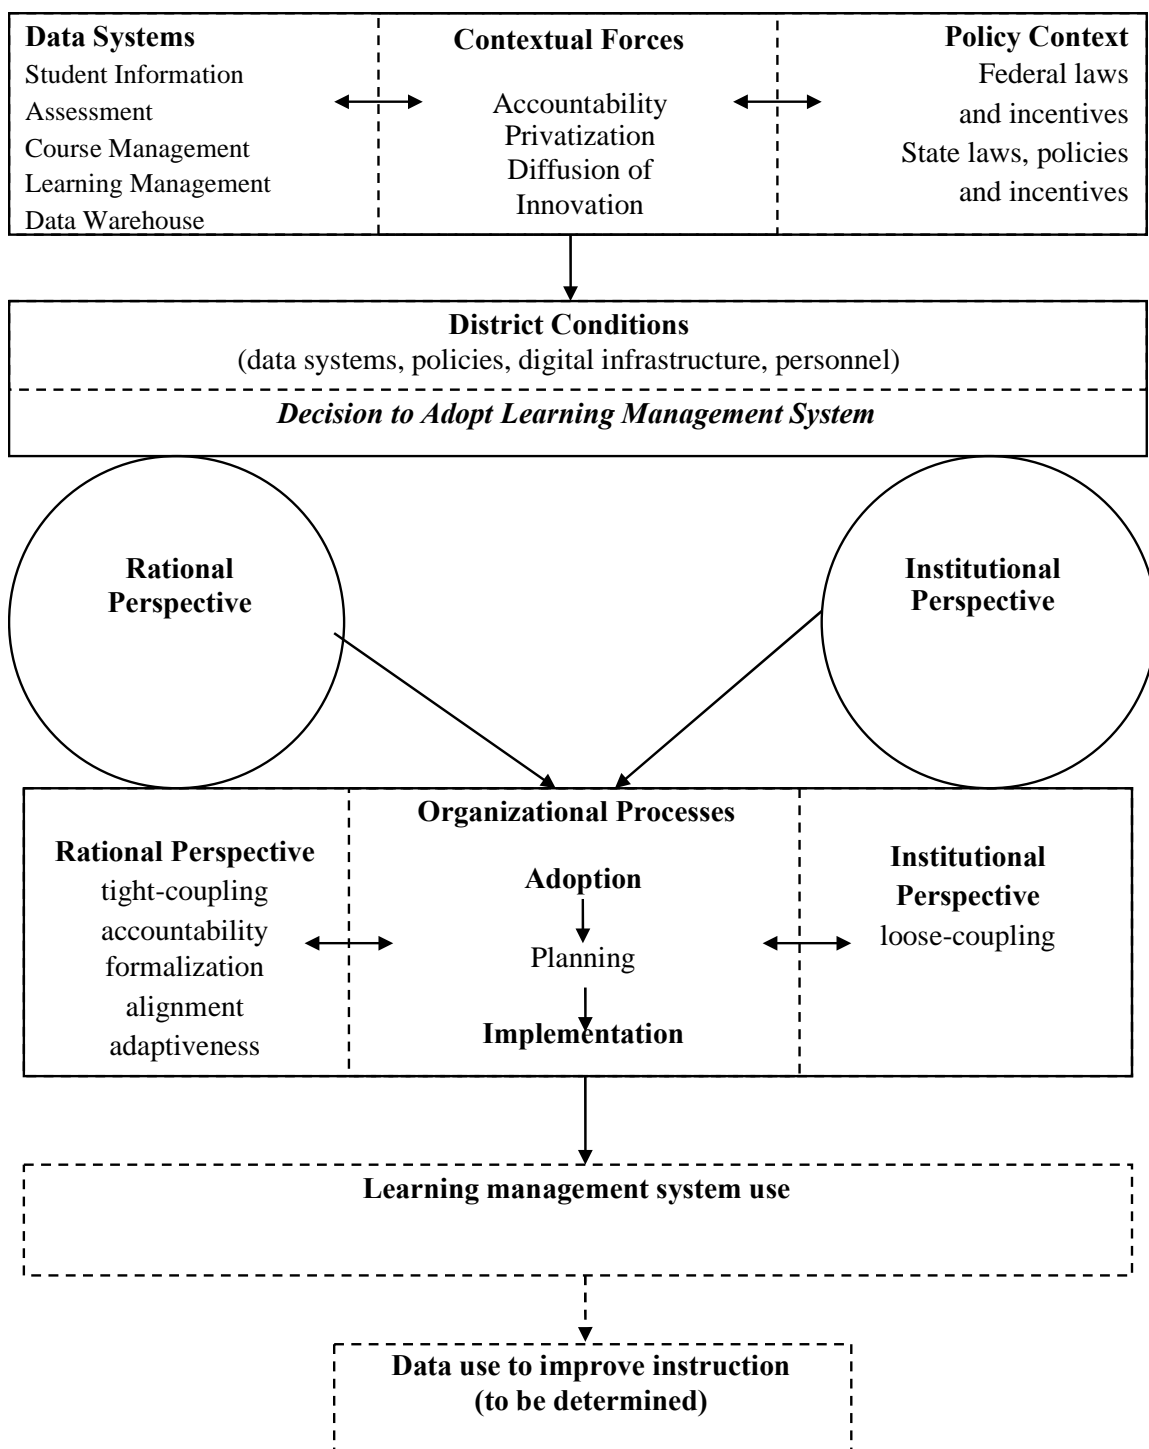 Data Systems
Student Information
Assessment
Course Management
Learning Management
Data Warehouse
Contextual Forces
Accountability
Privatization
Diffusion of
Innovation
Policy Context
Federal laws
and incentives
State laws, policies
and incentives
District Conditions
(data systems, policies, digital infrastructure, personnel)
Decision to Adopt Learning Management System
Rational
Perspective
Institutional
Perspective
Organizational Processes
Rational Perspective
tight-coupling
accountability
formalization
alignment
adaptiveness
Adoption
Planning
Implementation
Institutional
Perspective
loose-coupling
Learning management system use
Data use to improve instruction
(to be determined)